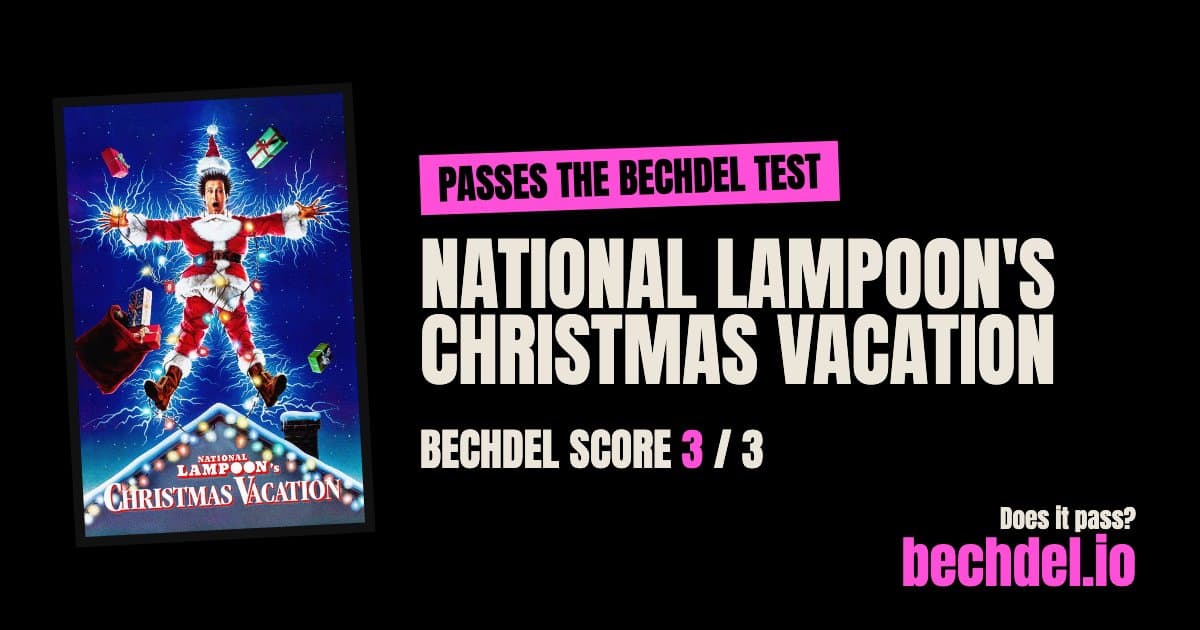 PASSES THE BECHDEL TEST
NATIONAL LAMPOON'S
CHRISTMAS VACATION
BECHDEL SCORE 3 / 3
NATIONAL
LAMPOON's
CHRISTMAS VACATION
Does it pass?
bechdel.io